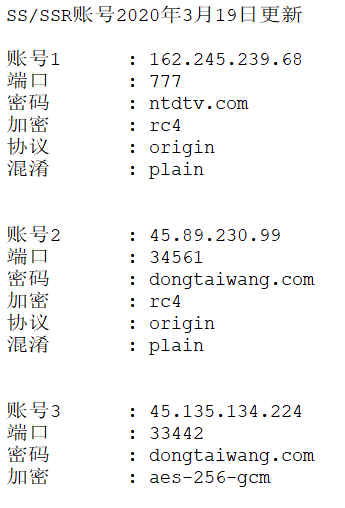 SS/SSR账号2020年3月19日更新
账号1 : 162.245.239.68
端口 : 777
密码 : ntdtv.com
加密 : rc4
协议 : origin
混淆 : plain
账号2 : 45.89.230.99
端口 : 34561
密码 : dongtaiwang.com
加密 : rc4
协议 : origin
混淆 : plain
账号3 : 45.135.134.224
端口 : 33442
密码 : dongtaiwang.com
加密 : aes-256-gcm